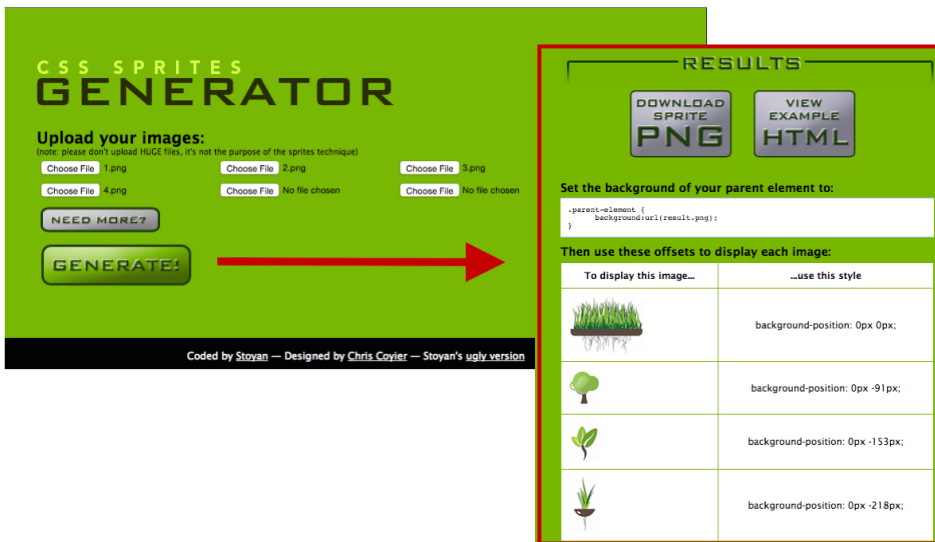 CSS SPRITES
GENERATOR
Upload your images:
(note: please don't upload HUGE files, it's not the purpose of the sprites technique)
Choose File 1.png Choose File 2.png Choose File 3.png
Choose File 4.png Choose File No file chosen Choose File No file chosen
NEED MORE?
GENERATE!
Coded by Stoyan — Designed by Chris Coyier — Stoyan's ugly version
RESULTS
DOWNLOAD
SPRITE
PNG
VIEW
EXAMPLE
HTML
Set the background of your parent element to:
.parent-element {
background:url(result.png);
}
Then use these offsets to display each image:
To display this image... ...use this style
background-position: 0px 0px;
background-position: 0px -91px;
background-position: 0px -153px;
background-position: 0px -218px;